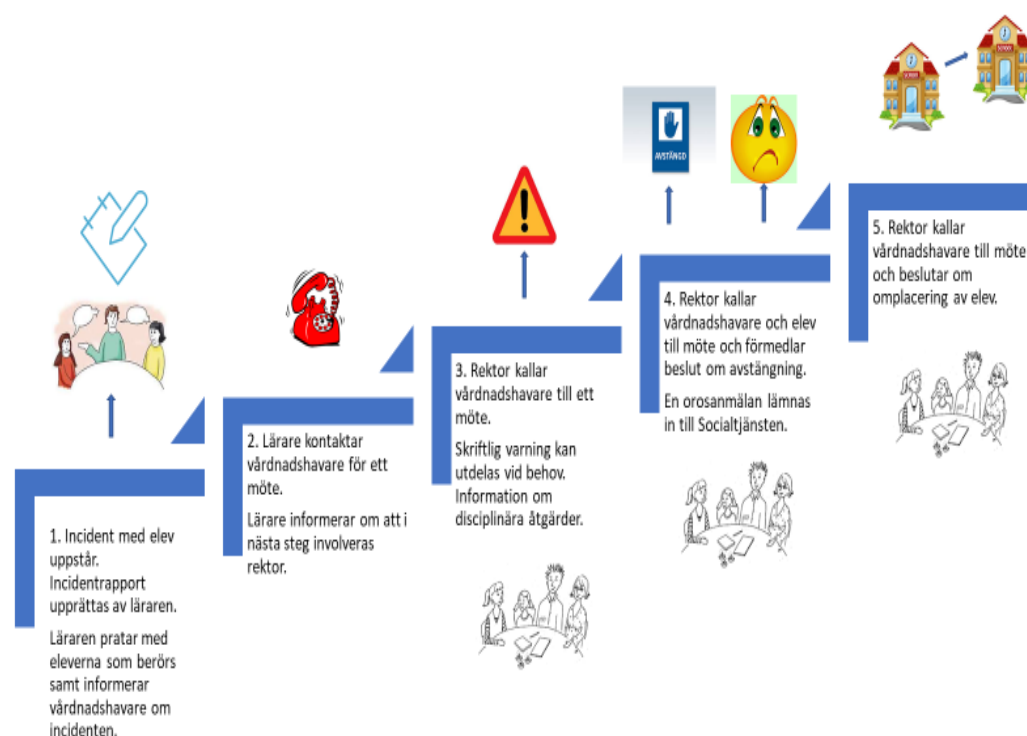 1. Incident med elev
uppstår.
Incidentrapport
upprättas av läraren.
Läraren pratar med
eleverna som berörs
samt informerar
vårdnadshavare om
incidenten.
2. Lärare kontaktar
vårdnadshavare för ett
möte.
Lärare informerar om att i
nästa steg involveras
rektor.
3. Rektor kallar
vårdnadshavare till ett
möte.
Skriftlig varning kan
utdelas vid behov.
Information om
disciplinära åtgärder.
AVSTÄNGD
4. Rektor kallar
vårdnadshavare och elev
till möte och förmedlar
beslut om avstängning.
En orosanmälan lämnas
in till Socialtjänsten.
SCHOOL
SCHOOL
5. Rektor kallar
vårdnadshavare till möte
och beslutar om
omplacering av elev.